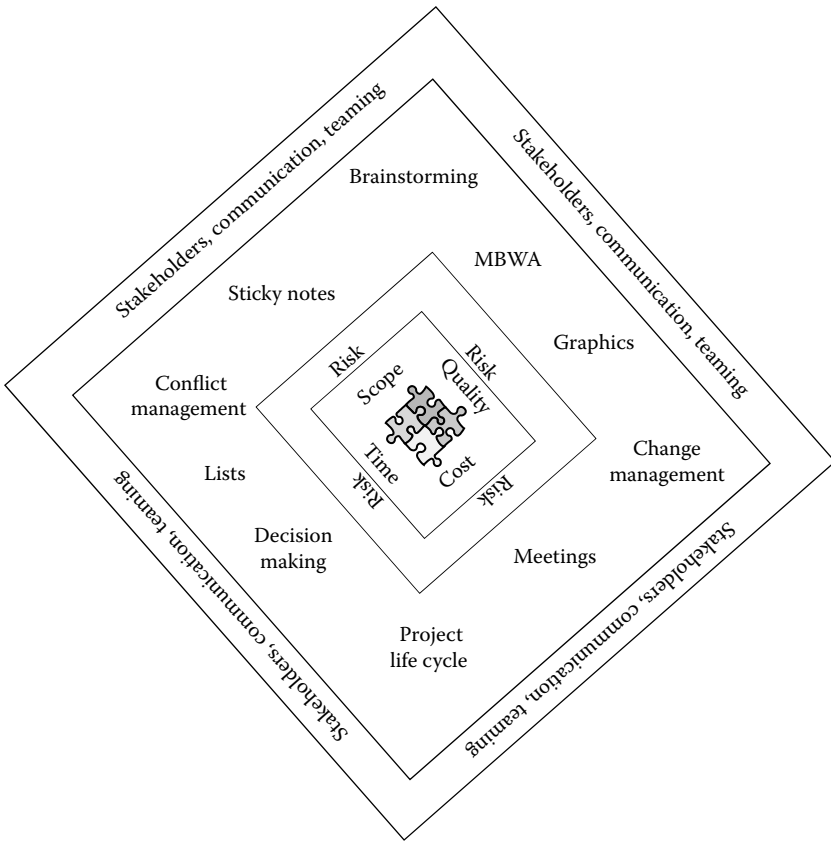 Stakeholders, communication, teaming
Stakeholders, communication, teaming
Brainstorming
MBWA
Sticky notes
Graphics
Risk
Risk
Scope
Quality
Conflict
management
Change
management
Time
Cost
Lists
Risk
Risk
Decision
making
Meetings
Project
life cycle
Stakeholders, communication, teaming
Stakeholders, communication, teaming